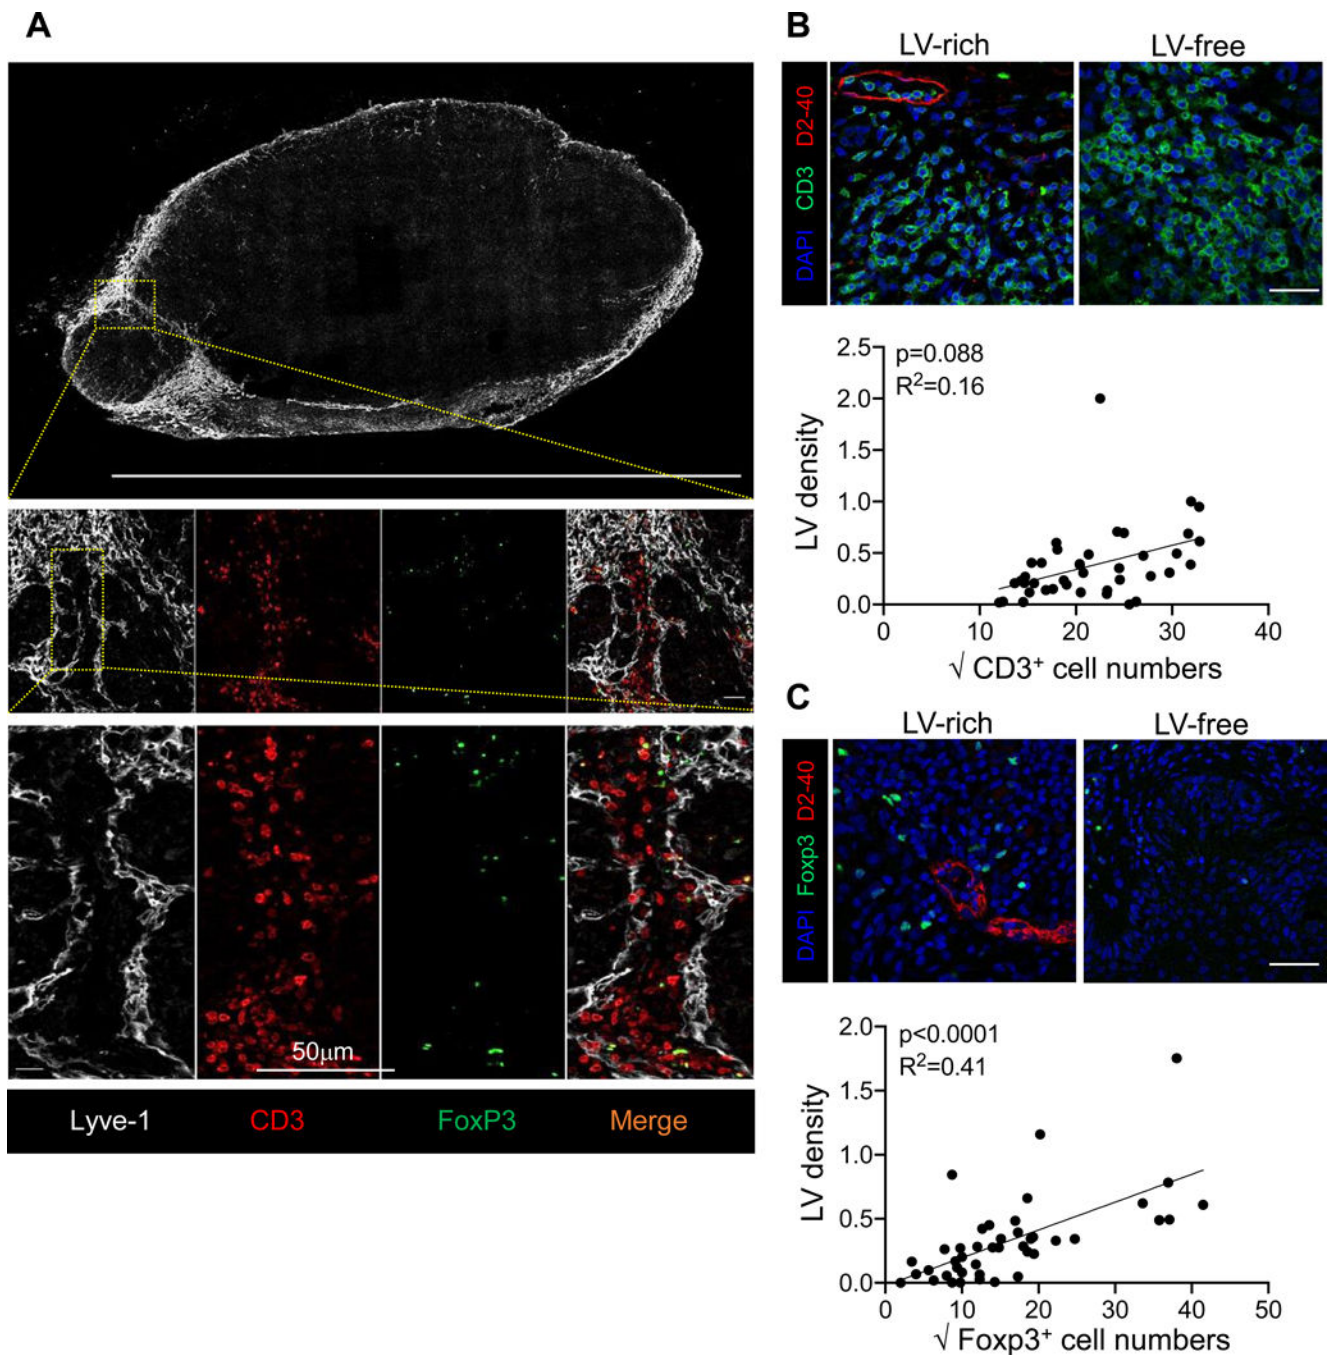 A
50μm
Lyve-1 CD3 FoxP3 Merge
B
LV-rich LV-free
DAPI CD3 D2-40
p=0.088
R²=0.16
LV density
2.5
2.0
1.5
1.0
0.5
0.0
0 10 20 30 40
√ CD3⁺ cell numbers
C
LV-rich LV-free
DAPI Foxp3 D2-40
p<0.0001
R²=0.41
LV density
2.0
1.5
1.0
0.5
0.0
0 10 20 30 40 50
√ Foxp3⁺ cell numbers